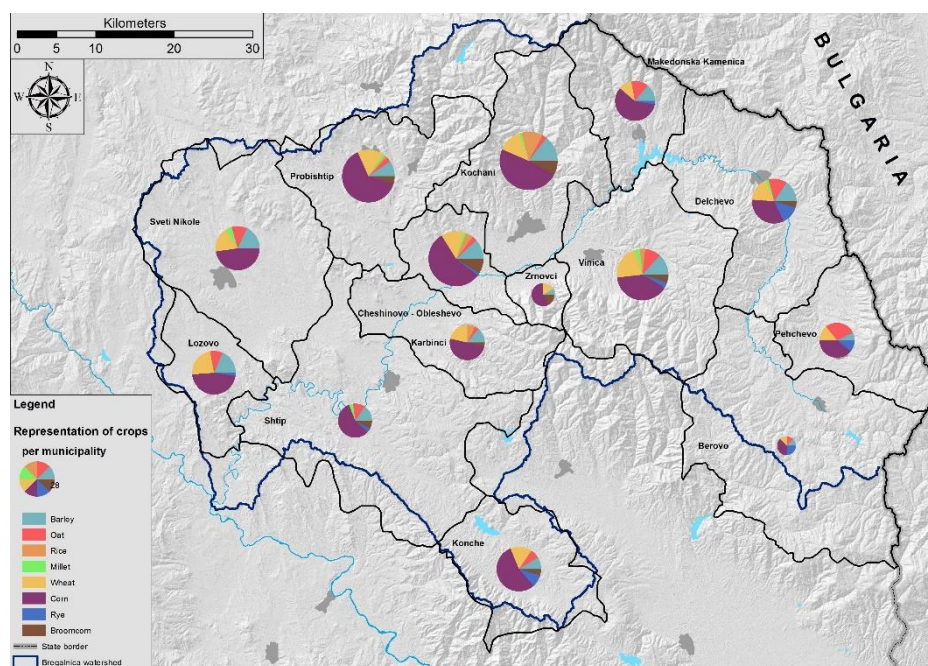 Kilometers
0 5 10 20 30
N
W E
S
BULGARIA
Makedonska Kamenica
Probishtip
Kochani
Delchevo
Sveti Nikole
Vinica
Zrnovci
Cheshinovo - Obleshevo
Pehchevo
Karbinci
Lozovo
Shtip
Berovo
Konche
Legend
Representation of crops
per municipality
28
Barley
Oat
Rice
Millet
Wheat
Corn
Rye
Broomcorn
State border
Bregalnica watershed